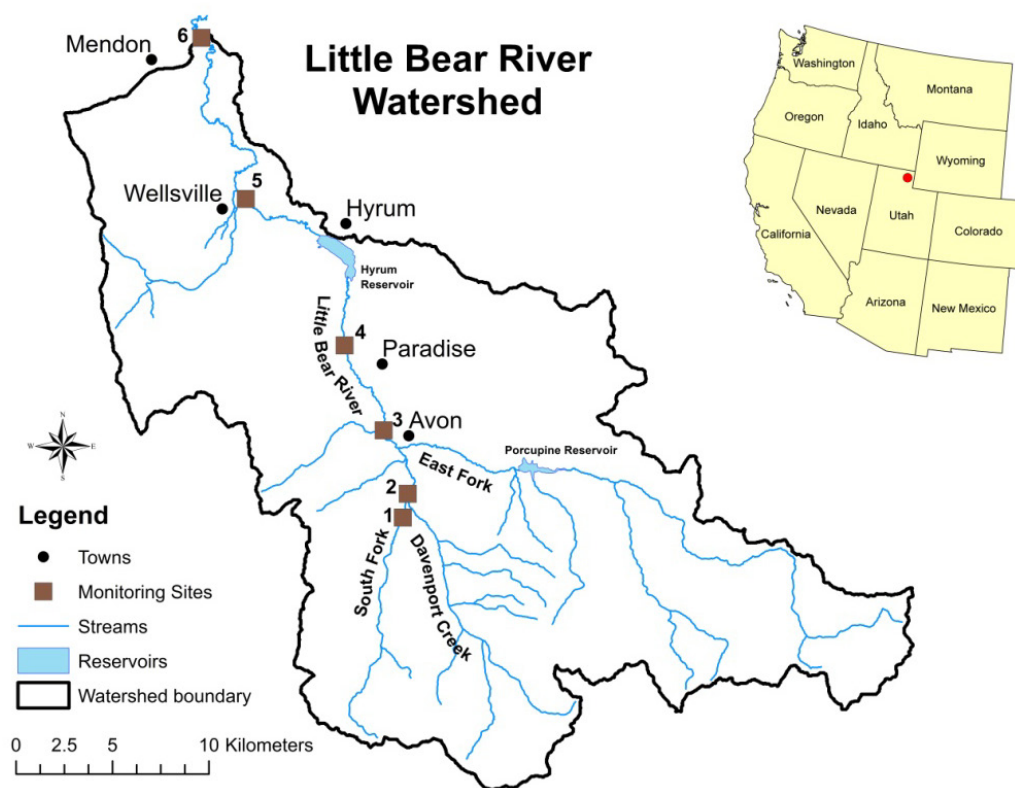 Little Bear River
Watershed
6
Mendon
5
Wellsville
Hyrum
Hyrum
Reservoir
Little Bear River
4
Paradise
3
Avon
East Fork
Porcupine Reservoir
2
1
South Fork
Davenport Creek
N
W
E
S
Legend
Towns
Monitoring Sites
Streams
Reservoirs
Watershed boundary
0 2.5 5 10 Kilometers
Washington
Montana
Oregon
Idaho
Wyoming
Nevada
Utah
Colorado
California
Arizona
New Mexico